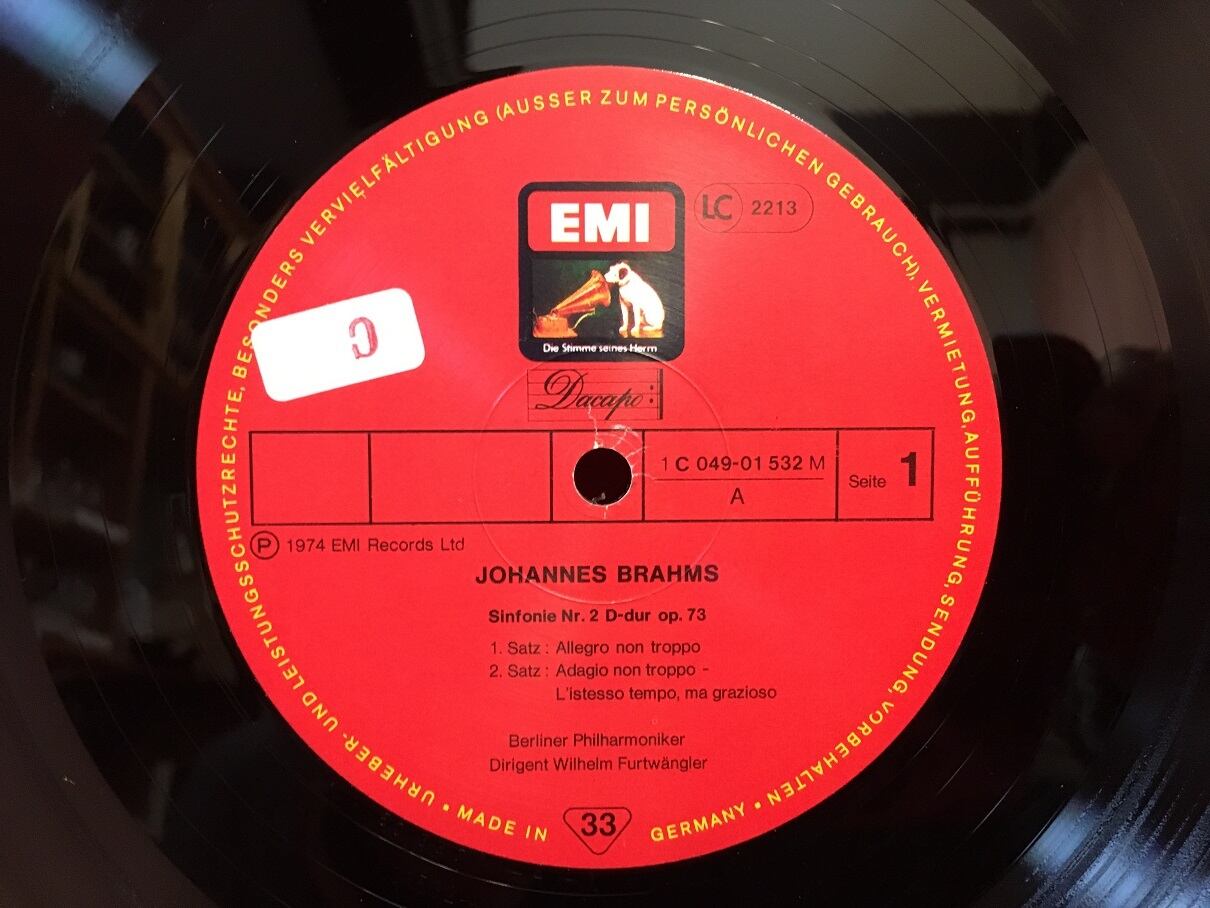 URHEBER- UND LEISTUNGSSCHUTZRECHTE, BESONDERS VERVIELFÄLTIGUNG (AUSSER ZUM PERSÖNLICHEN GEBRAUCH), VERMIETUNG, AUFFÜHRUNG, SENDUNG, VORBEHALTEN •
EMI
LC 2213
Die Stimme seines Herrn
C
Dacapo
1 C 049-01 532 M
A
Seite 1
Ⓟ 1974 EMI Records Ltd
JOHANNES BRAHMS
Sinfonie Nr. 2 D-dur op. 73
1. Satz : Allegro non troppo
2. Satz : Adagio non troppo –
L'istesso tempo, ma grazioso
Berliner Philharmoniker
Dirigent Wilhelm Furtwängler
• MADE IN 33 GERMANY